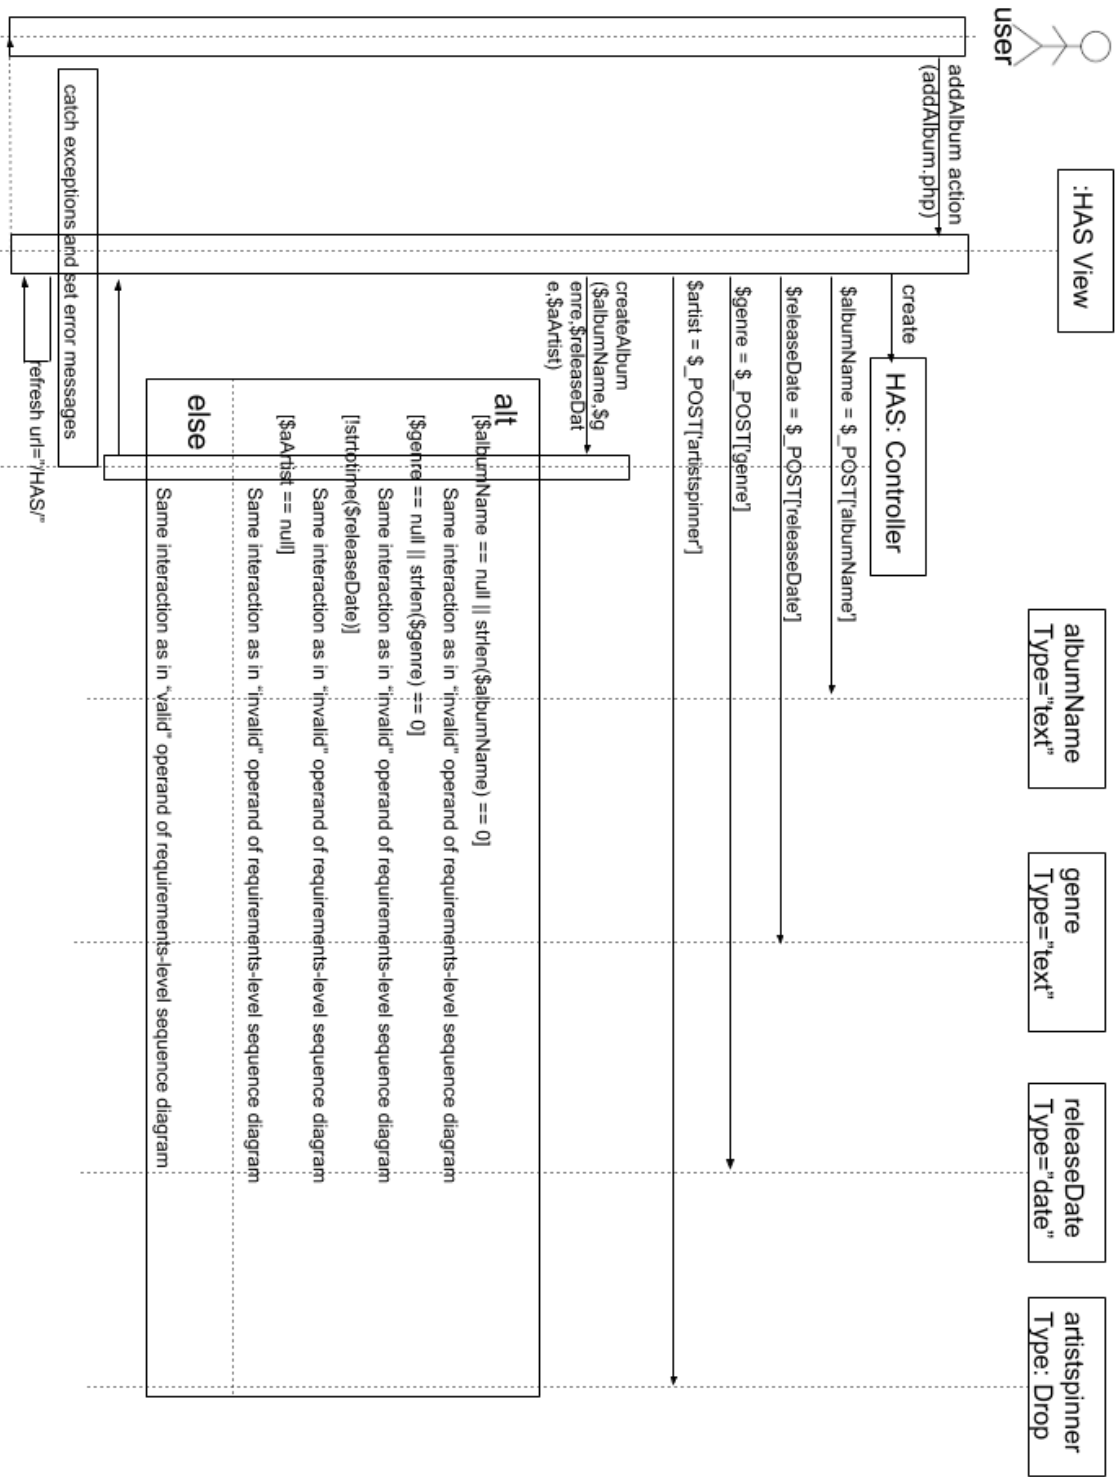 user
:HAS View
albumName
Type="text"
genre
Type="text"
releaseDate
Type="date"
artistspinner
Type: Drop
addAlbum action
(addAlbum.php)
create
HAS: Controller
$albumName = $_POST['albumName']
$releaseDate = $_POST['releaseDate']
$genre = $_POST['genre']
$artist = $_POST['artistspinner']
createAlbum
($albumName,$g
enre,$releaseDat
e,$aArtist)
alt
[$albumName == null || strlen($albumName) == 0]
Same interaction as in "invalid" operand of requirements-level sequence diagram
[$genre == null || strlen($genre) == 0]
Same interaction as in "invalid" operand of requirements-level sequence diagram
[!strtotime($releaseDate)]
Same interaction as in "invalid" operand of requirements-level sequence diagram
[$aArtist == null]
Same interaction as in "invalid" operand of requirements-level sequence diagram
else
Same interaction as in "valid" operand of requirements-level sequence diagram
catch exceptions and set error messages
refresh url="/HAS/"